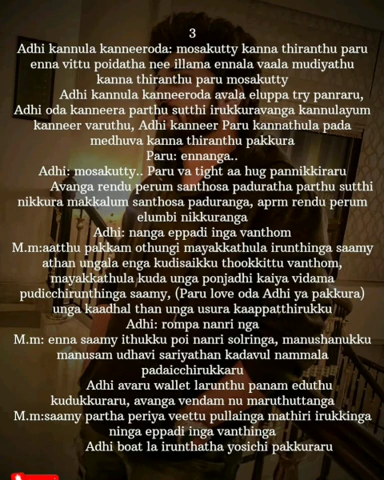 3
Adhi kannula kanneeroda: mosakutty kanna thiranthu paru
enna vittu poidatha nee illama ennala vaala mudiyathu
kanna thiranthu paru mosakutty
Adhi kannula kanneeroda avala eluppa try panraru,
Adhi oda kanneera parthu sutthi irukkuravanga kannulayum
kanneer varuthu, Adhi kanneer Paru kannathula pada
medhuva kanna thiranthu pakkura
Paru: ennanga..
Adhi: mosakutty.. Paru va tight aa hug pannikkiraru
Avanga rendu perum santhosa paduratha parthu sutthi
nikkura makkalum santhosa paduranga, aprm rendu perum
elumbi nikkuranga
Adhi: nanga eppadi inga vanthom
M.m:aatthu pakkam othungi mayakkathula irunthinga saamy
athan ungala enga kudisaikku thookkittu vanthom,
mayakkathula kuda unga ponjadhi kaiya vidama
pudicchirunthinga saamy, (Paru love oda Adhi ya pakkura)
unga kaadhal than unga usura kaappatthirukku
Adhi: rompa nanri nga
M.m: enna saamy ithukku poi nanri solringa, manushanukku
manusam udhavi sariyathan kadavul nammala
padaicchirukkaru
Adhi avaru wallet larunthu panam eduthu
kudukkuraru, avanga vendam nu maruthuttanga
M.m:saamy partha periya veettu pullainga mathiri irukkinga
ninga eppadi inga vanthinga
Adhi boat la irunthatha yosichi pakkuraru